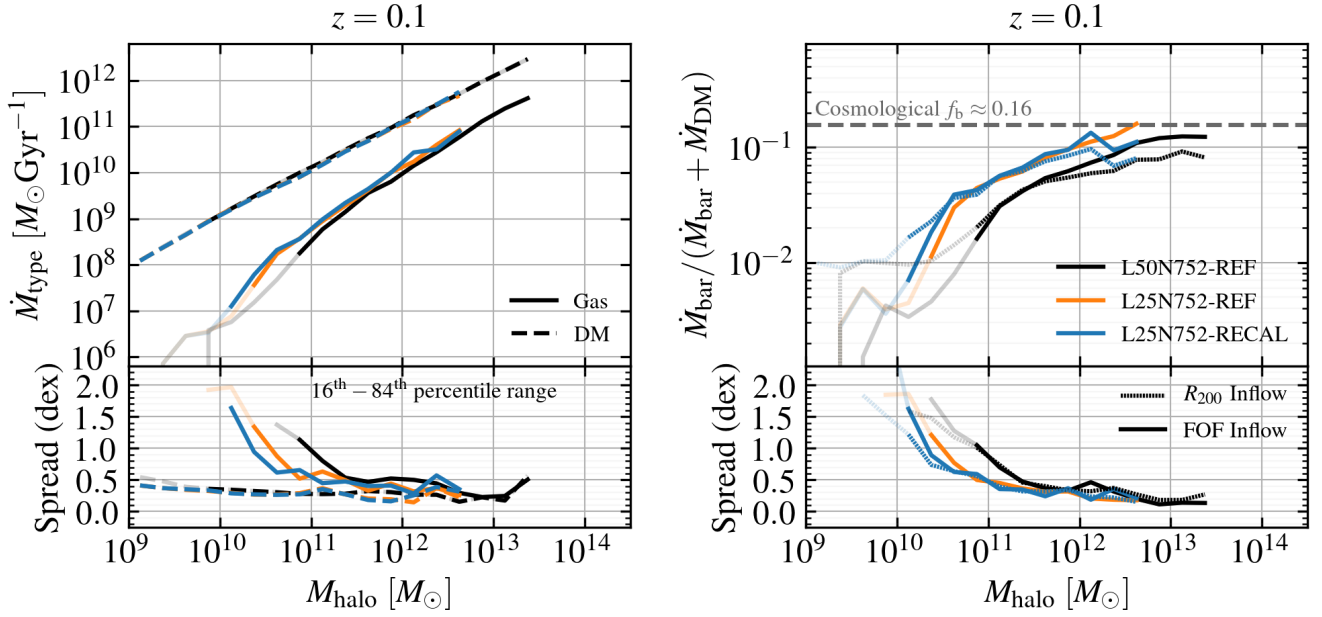 z = 0.1
10¹²
10¹¹
10¹⁰
10⁹
10⁸
10⁷
10⁶
Ṁ_type [M_⊙Gyr⁻¹]
Gas
DM
2.0
1.5
1.0
0.5
0.0
Spread (dex)
16ᵗʰ − 84ᵗʰ percentile range
10⁹ 10¹⁰ 10¹¹ 10¹² 10¹³ 10¹⁴
M_halo [M_⊙]
z = 0.1
Cosmological f_b ≈ 0.16
10⁻¹
10⁻²
Ṁ_bar/(Ṁ_bar + Ṁ_DM)
L50N752-REF
L25N752-REF
L25N752-RECAL
2.0
1.5
1.0
0.5
0.0
Spread (dex)
R₂₀₀ Inflow
FOF Inflow
10⁹ 10¹⁰ 10¹¹ 10¹² 10¹³ 10¹⁴
M_halo [M_⊙]